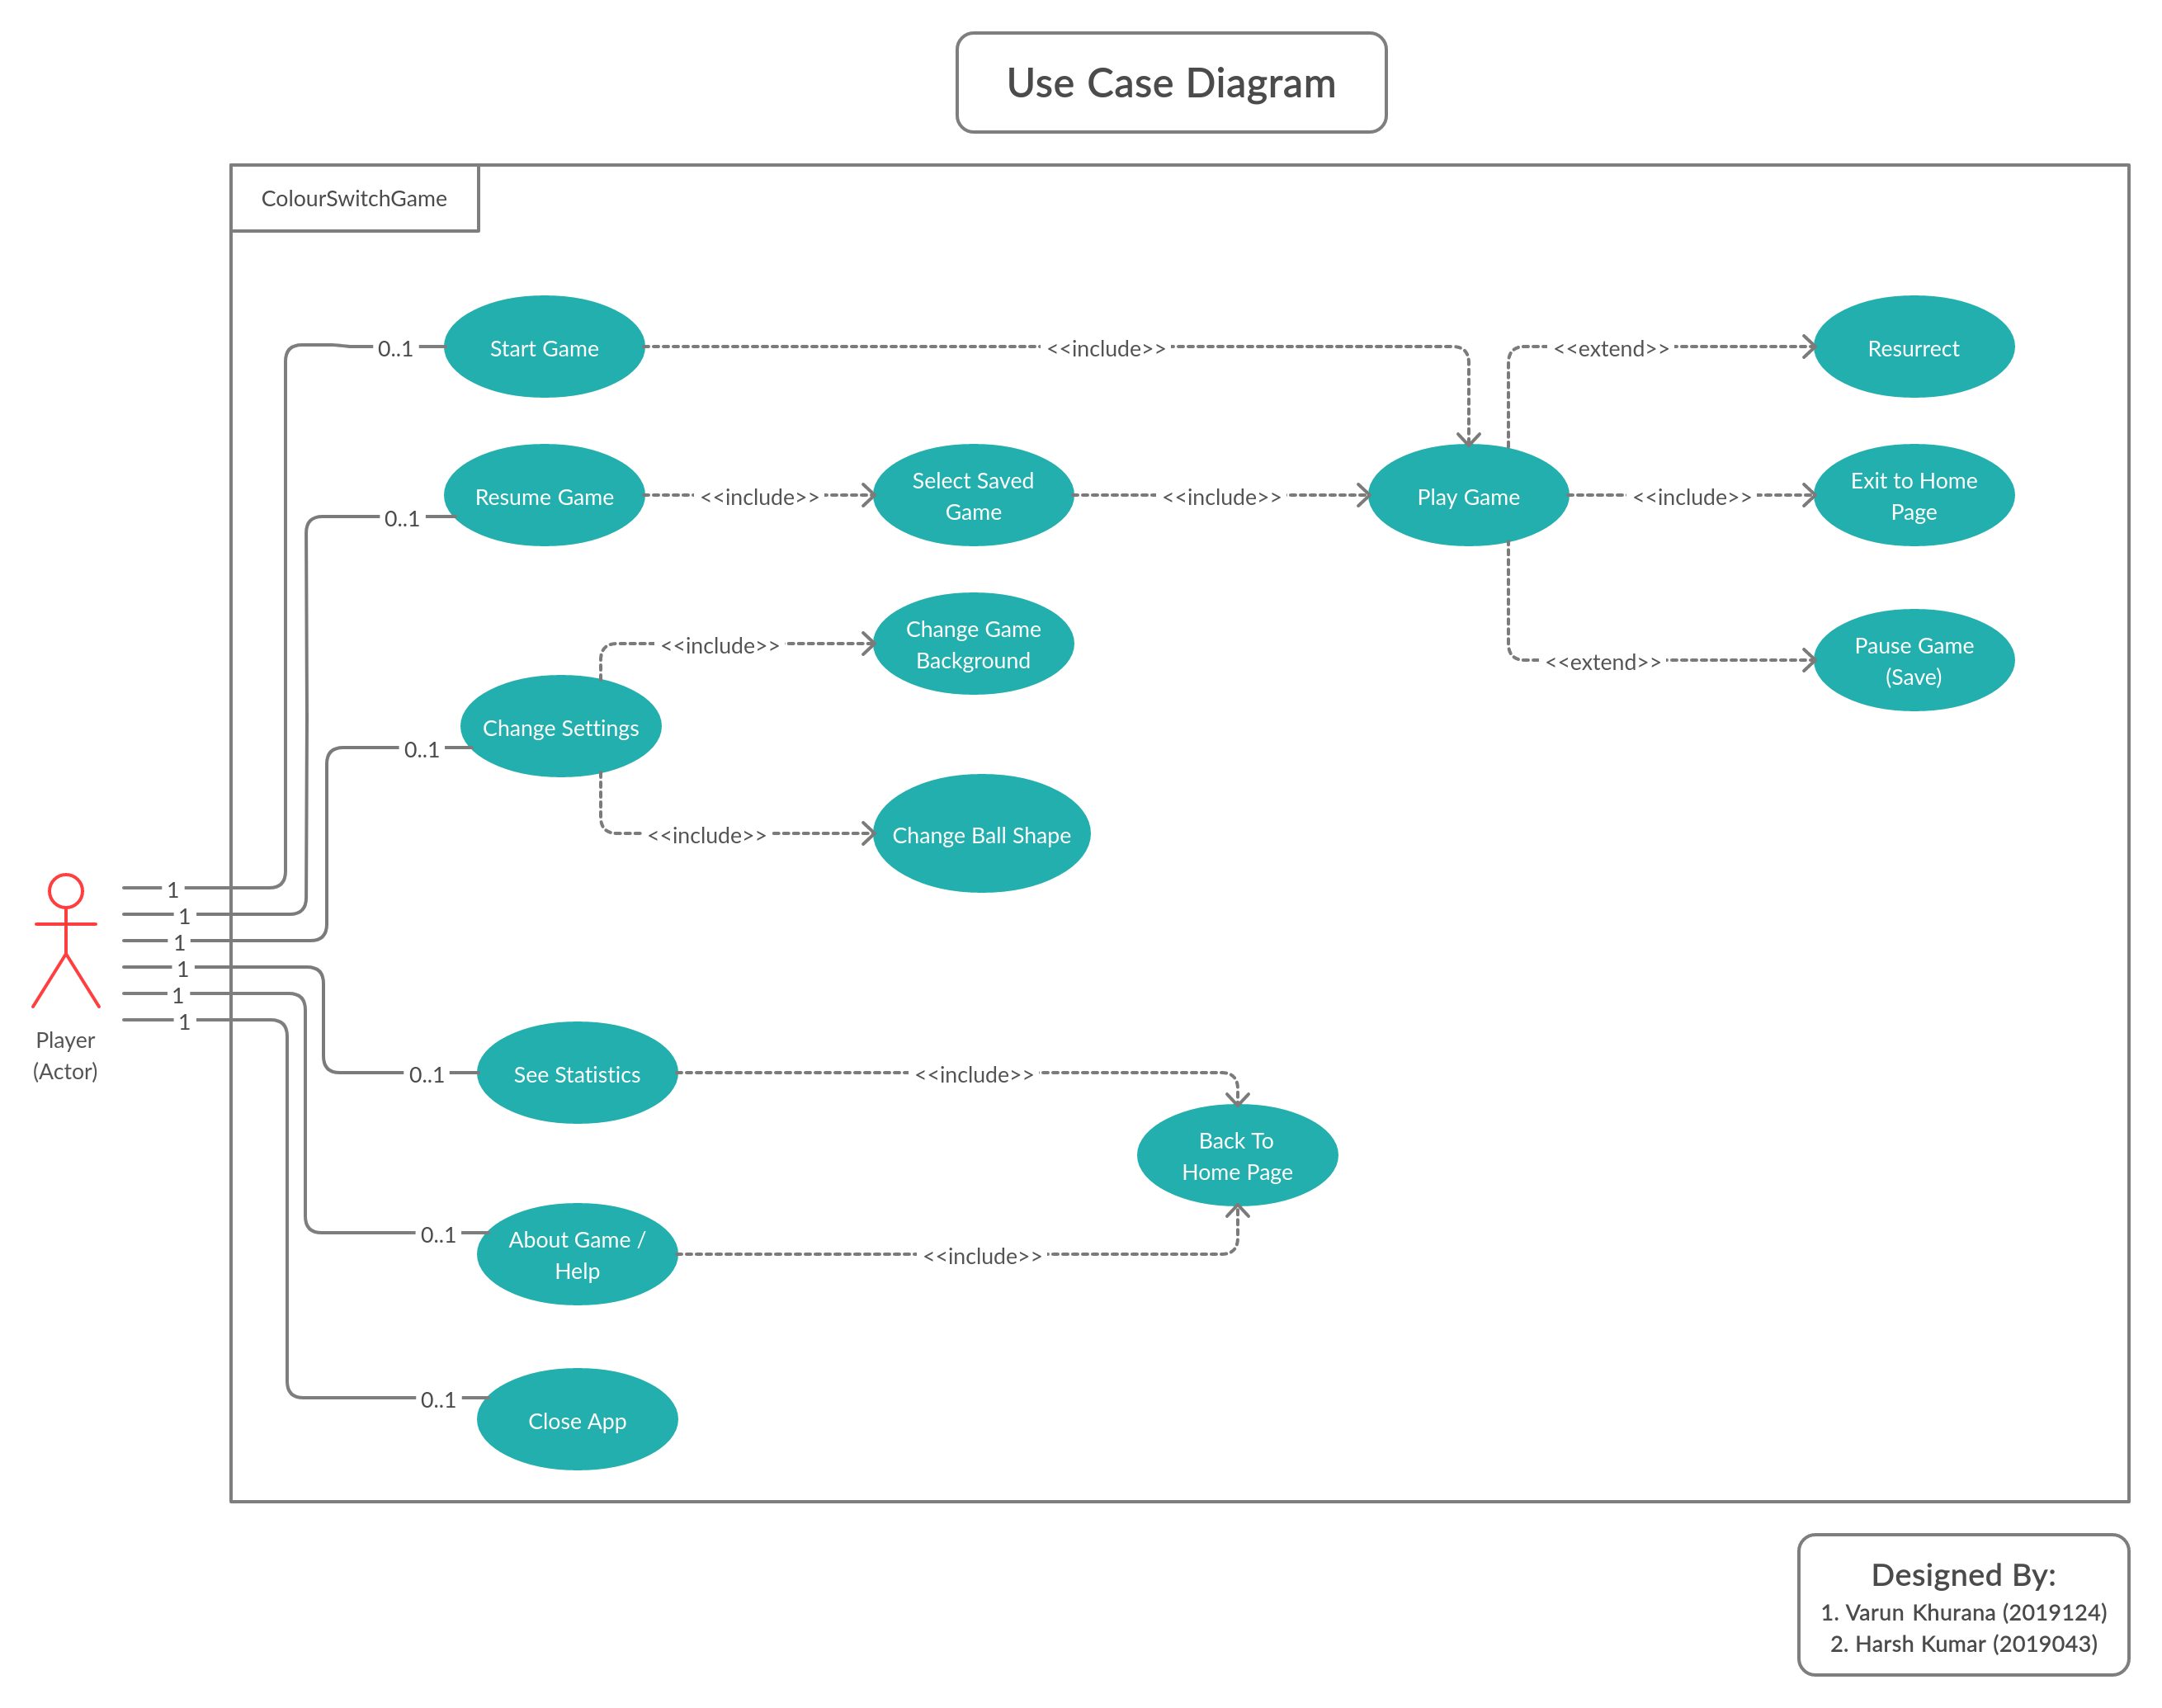 Use Case Diagram
ColourSwitchGame
0..1
Start Game
<<include>>
<<extend>>
Resurrect
0..1
Resume Game
<<include>>
Select Saved
Game
<<include>>
Play Game
<<include>>
Exit to Home
Page
<<include>>
Change Game
Background
<<extend>>
Pause Game
(Save)
0..1
Change Settings
<<include>>
Change Ball Shape
1
1
1
1
1
1
Player
(Actor)
0..1
See Statistics
<<include>>
Back To
Home Page
0..1
About Game /
Help
<<include>>
0..1
Close App
Designed By:
1. Varun Khurana (2019124)
2. Harsh Kumar (2019043)